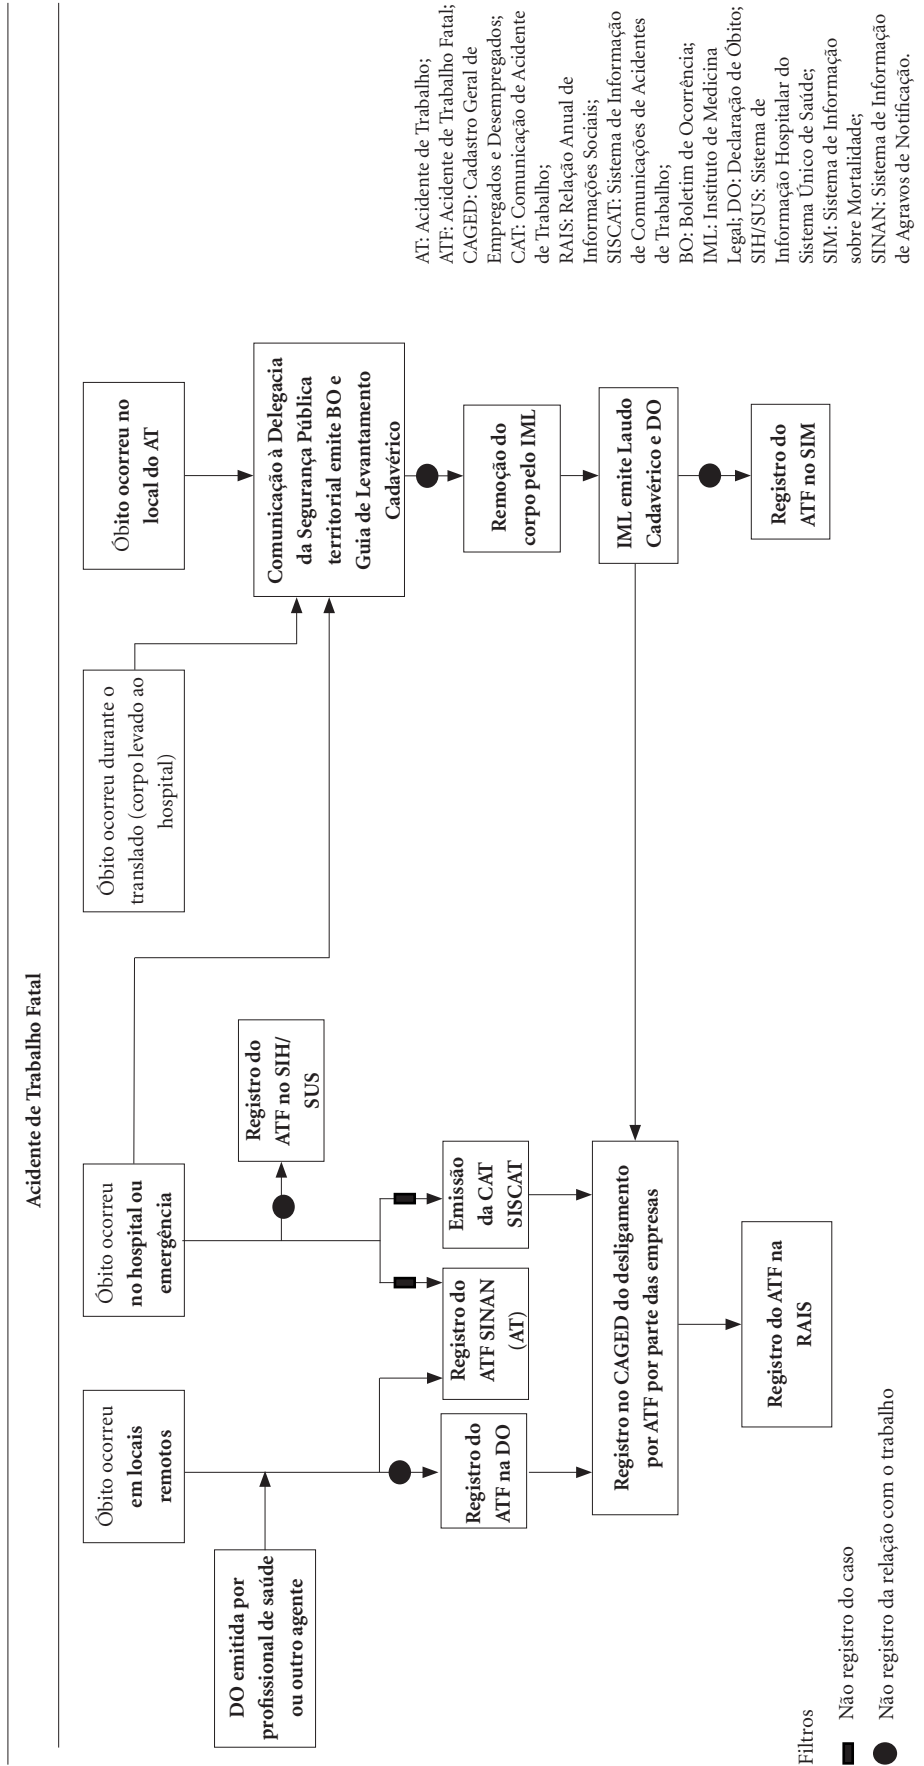 Acidente de Trabalho Fatal
Óbito ocorreu
em locais
remotos
Óbito ocorreu
no hospital ou
emergência
Óbito ocorreu durante o
translado (corpo levado ao
hospital)
Óbito ocorreu no
local do AT
DO emitida por
profissional de saúde
ou outro agente
Registro do
ATF no SIH/
SUS
Comunicação à Delegacia
da Segurança Pública
territorial emite BO e
Guia de Levantamento
Cadavérico
Registro do
ATF na DO
Registro do
ATF SINAN
(AT)
Emissão
da CAT
SISCAT
Remoção do
corpo pelo IML
Registro no CAGED do desligamento
por ATF por parte das empresas
IML emite Laudo
Cadavérico e DO
Registro do ATF na
RAIS
Registro do
ATF no SIM
Filtros
Não registro do caso
Não registro da relação com o trabalho
AT: Acidente de Trabalho;
ATF: Acidente de Trabalho Fatal;
CAGED: Cadastro Geral de
Empregados e Desempregados;
CAT: Comunicação de Acidente
de Trabalho;
RAIS: Relação Anual de
Informações Sociais;
SISCAT: Sistema de Informação
de Comunicações de Acidentes
de Trabalho;
BO: Boletim de Ocorrência;
IML: Instituto de Medicina
Legal; DO: Declaração de Óbito;
SIH/SUS: Sistema de
Informação Hospitalar do
Sistema Único de Saúde;
SIM: Sistema de Informação
sobre Mortalidade;
SINAN: Sistema de Informação
de Agravos de Notificação.